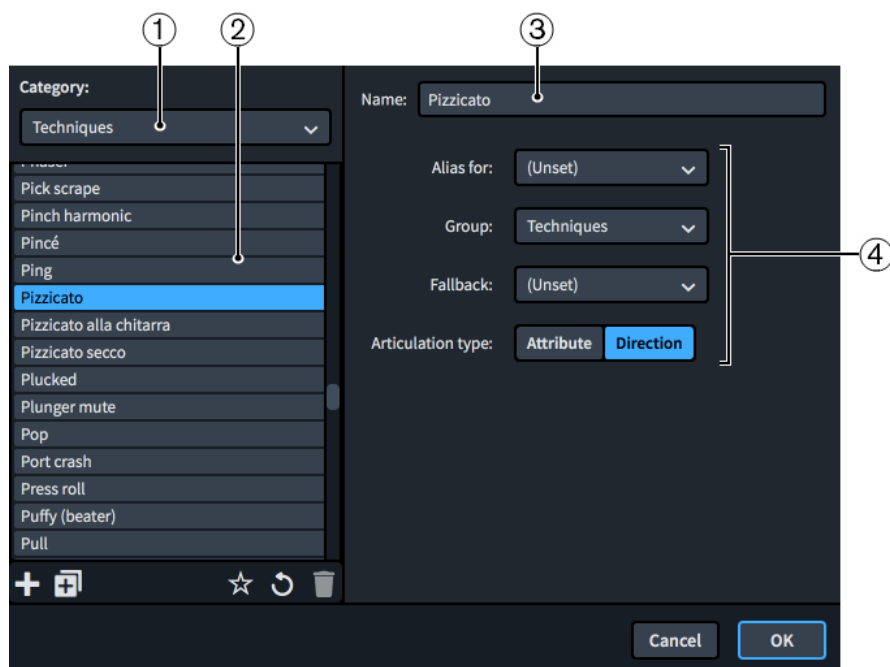 ① ② ③
Category:
Techniques
Name: Pizzicato
Phaser
Pick scrape
Pinch harmonic
Pincé
Ping
Pizzicato
Pizzicato alla chitarra
Pizzicato secco
Plucked
Plunger mute
Pop
Port crash
Press roll
Puffy (beater)
Pull
Alias for: (Unset)
Group: Techniques
Fallback: (Unset)
Articulation type: Attribute Direction
④
Cancel OK